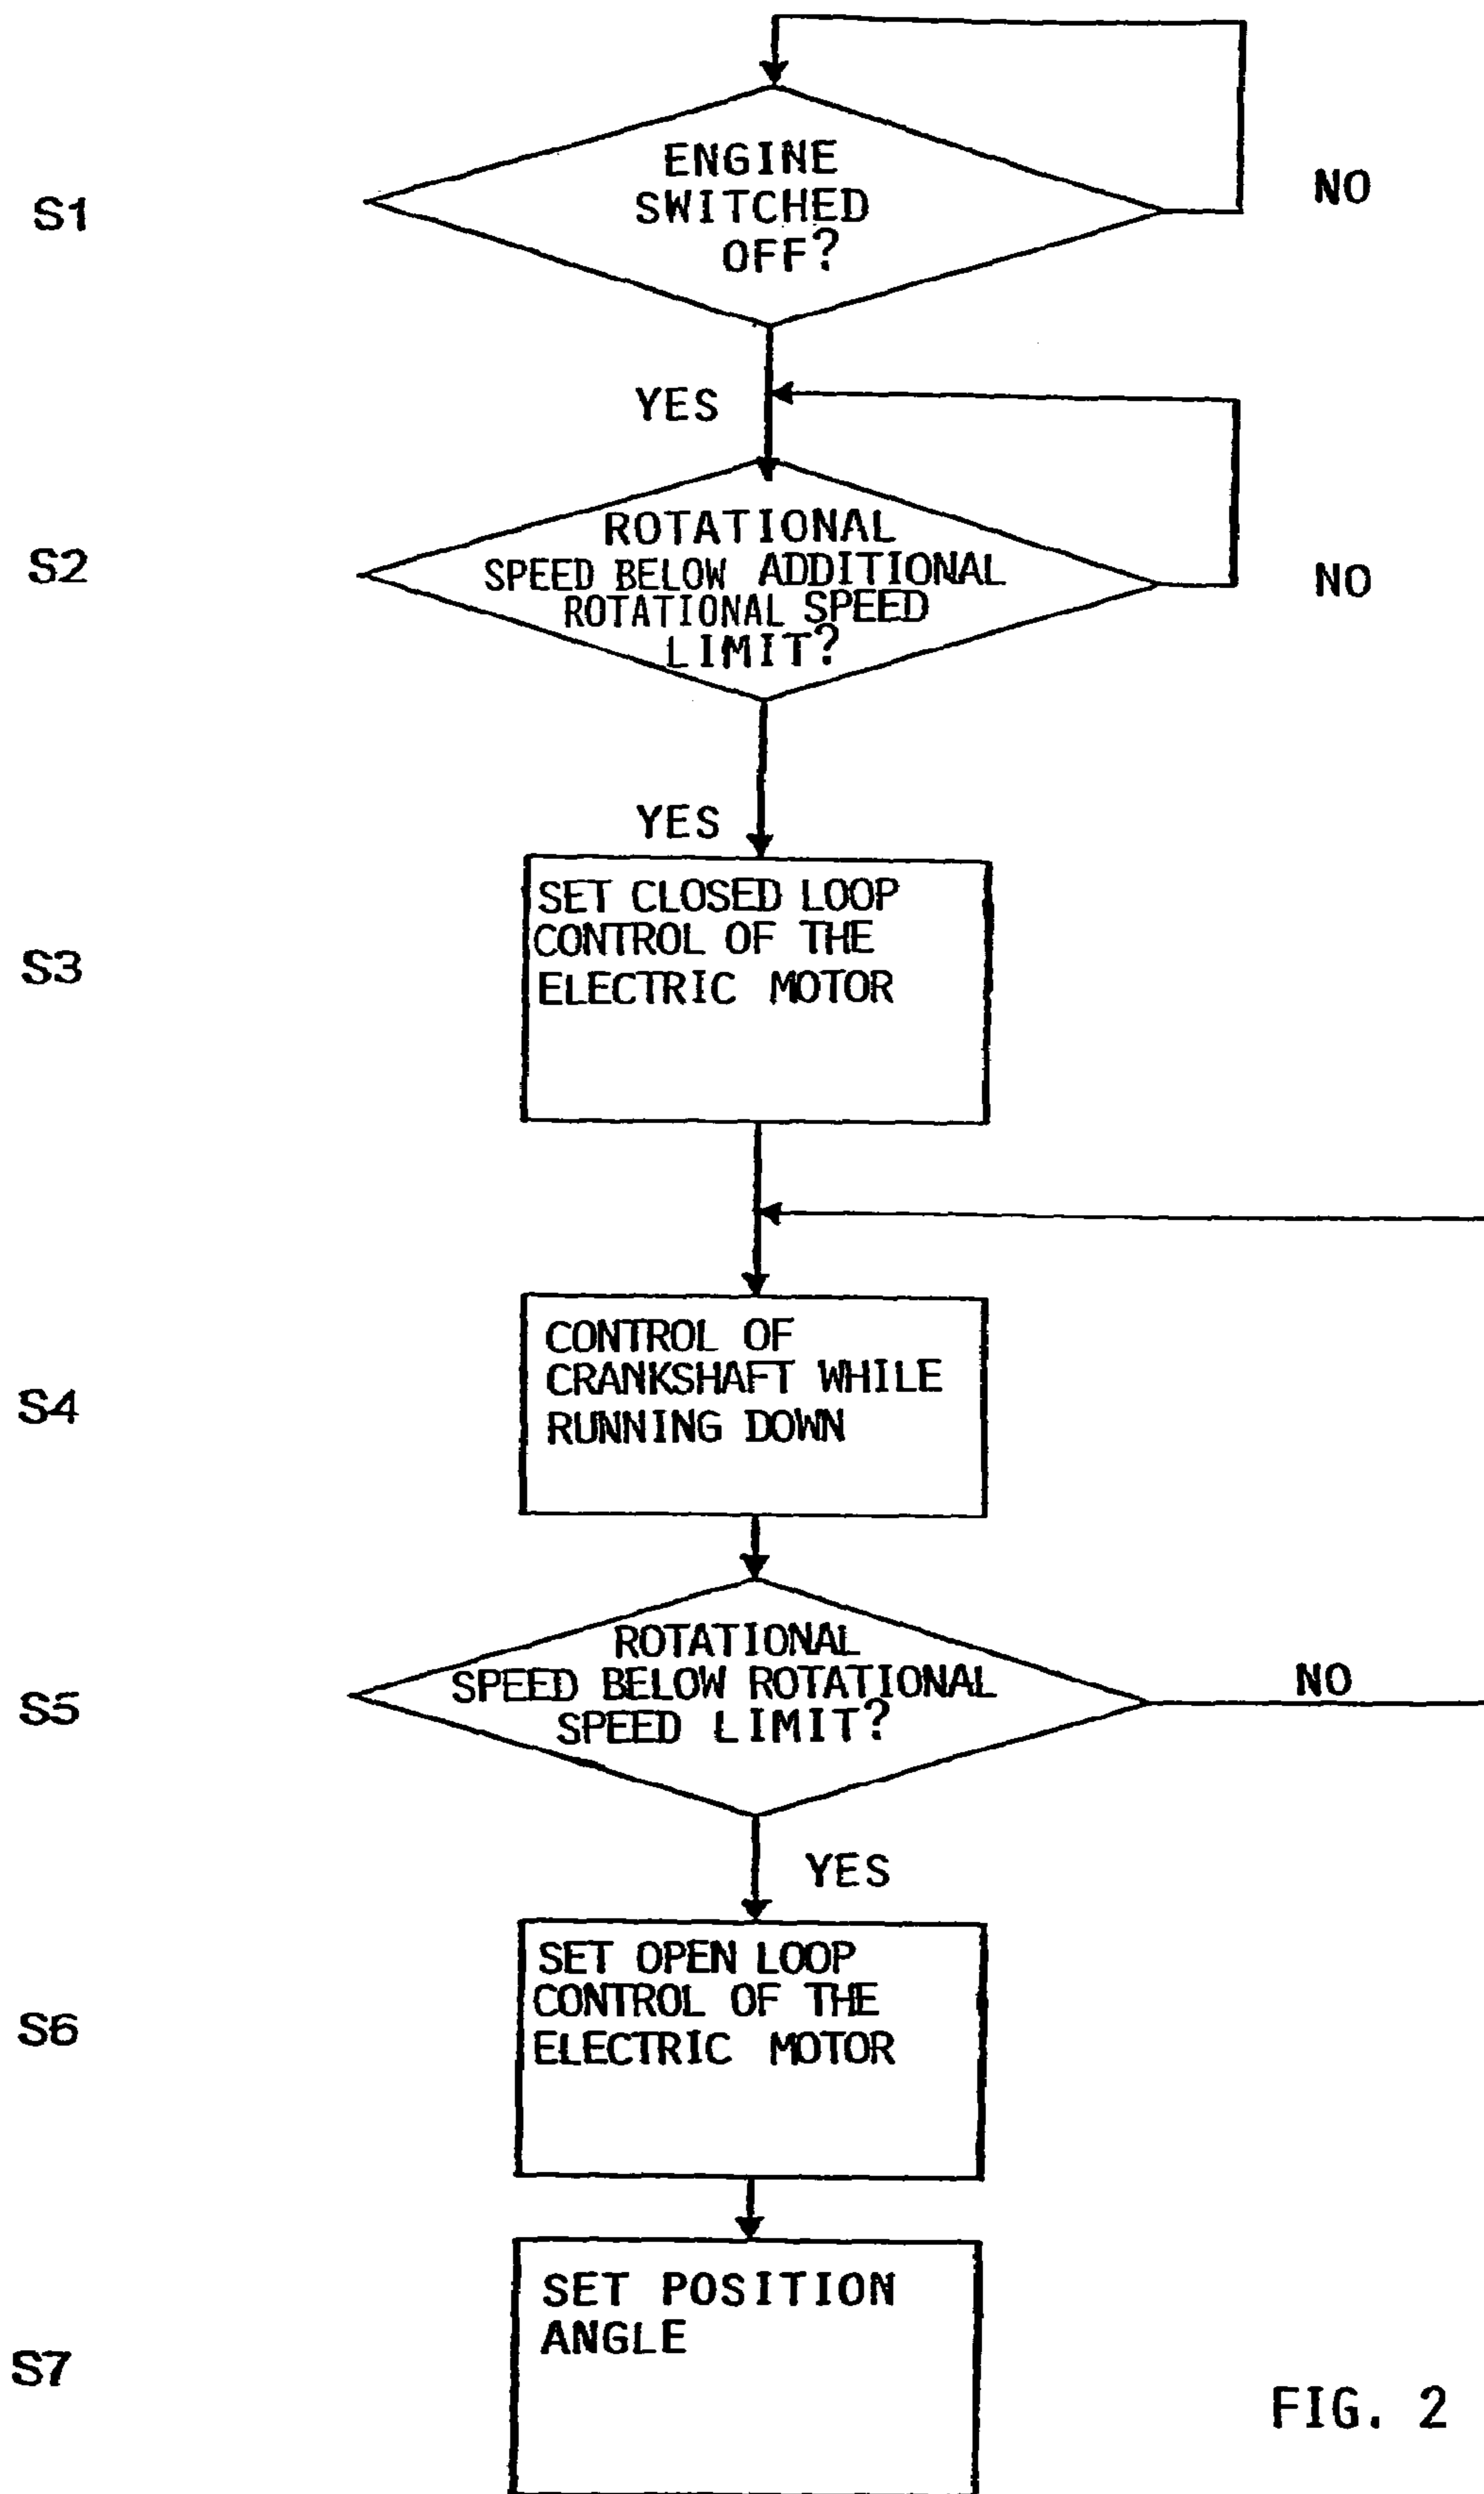 ENGINE
SWITCHED
OFF?
S1
NO
YES
ROTATIONAL
SPEED BELOW ADDITIONAL
ROTATIONAL SPEED
LIMIT?
S2
NO
YES
SET CLOSED LOOP
CONTROL OF THE
ELECTRIC MOTOR
S3
CONTROL OF
CRANKSHAFT WHILE
RUNNING DOWN
S4
ROTATIONAL
SPEED BELOW ROTATIONAL
SPEED LIMIT?
S5
NO
YES
SET OPEN LOOP
CONTROL OF THE
ELECTRIC MOTOR
S6
SET POSITION
ANGLE
S7
FIG. 2